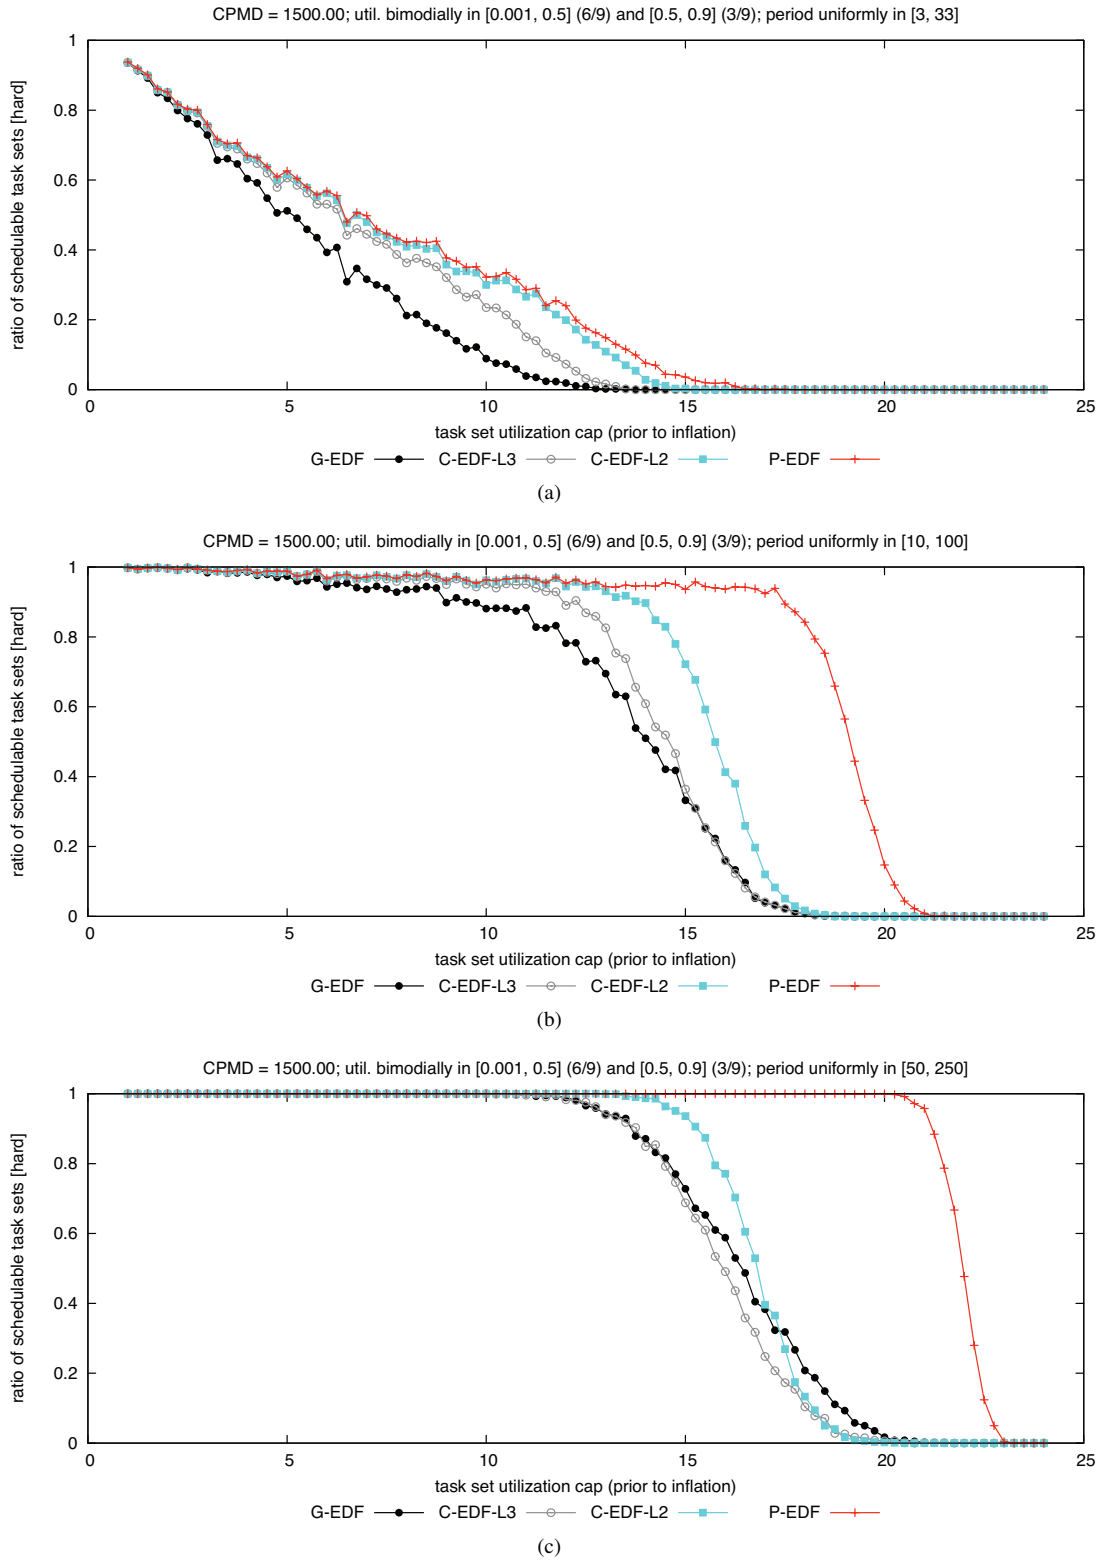 CPMD = 1500.00; util. bimodially in [0.001, 0.5] (6/9) and [0.5, 0.9] (3/9); period uniformly in [3, 33]
ratio of schedulable task sets [hard]
1
0.8
0.6
0.4
0.2
0
0 5 10 15 20 25
task set utilization cap (prior to inflation)
G-EDF C-EDF-L3 C-EDF-L2 P-EDF
(a)
CPMD = 1500.00; util. bimodially in [0.001, 0.5] (6/9) and [0.5, 0.9] (3/9); period uniformly in [10, 100]
ratio of schedulable task sets [hard]
1
0.8
0.6
0.4
0.2
0
0 5 10 15 20 25
task set utilization cap (prior to inflation)
G-EDF C-EDF-L3 C-EDF-L2 P-EDF
(b)
CPMD = 1500.00; util. bimodially in [0.001, 0.5] (6/9) and [0.5, 0.9] (3/9); period uniformly in [50, 250]
ratio of schedulable task sets [hard]
1
0.8
0.6
0.4
0.2
0
0 5 10 15 20 25
task set utilization cap (prior to inflation)
G-EDF C-EDF-L3 C-EDF-L2 P-EDF
(c)